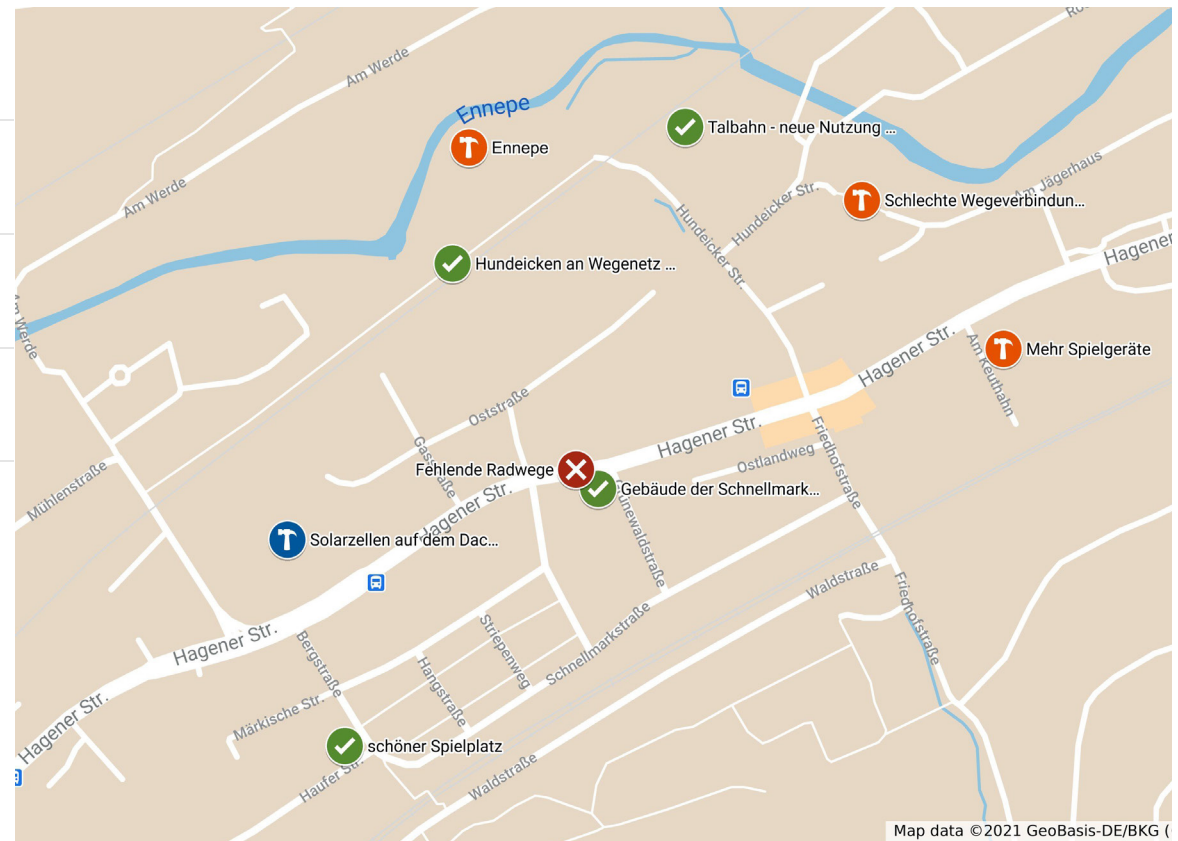 Am Werde
Ennepe
Talbahn - neue Nutzung ...
Ennepe
Am Jägerhaus
Am Werde
Hundeicker Str.
Schlechte Wegeverbindun...
Hundeicker Str.
Hagener
Hundeicken an Wegenetz ...
Am Werde
Hagener Str.
Am Keuthahn
Mehr Spielgeräte
Oststraße
Hagener Str.
Gasstraße
Friedhofstraße
Ostlandweg
Fehlende Radwege
Gebäude der Schnellmark...
Mühlenstraße
Hagener Str.
Solarzellen auf dem Dac...
Waldstraße
Friedhofstraße
Hagener Str.
Bergstraße
Striepenweg
Schnellmarkstraße
Hangstraße
Märkische Str.
Hagener Str.
schöner Spielplatz
Haufer Str.
Waldstraße
Map data ©2021 GeoBasis-DE/BKG (